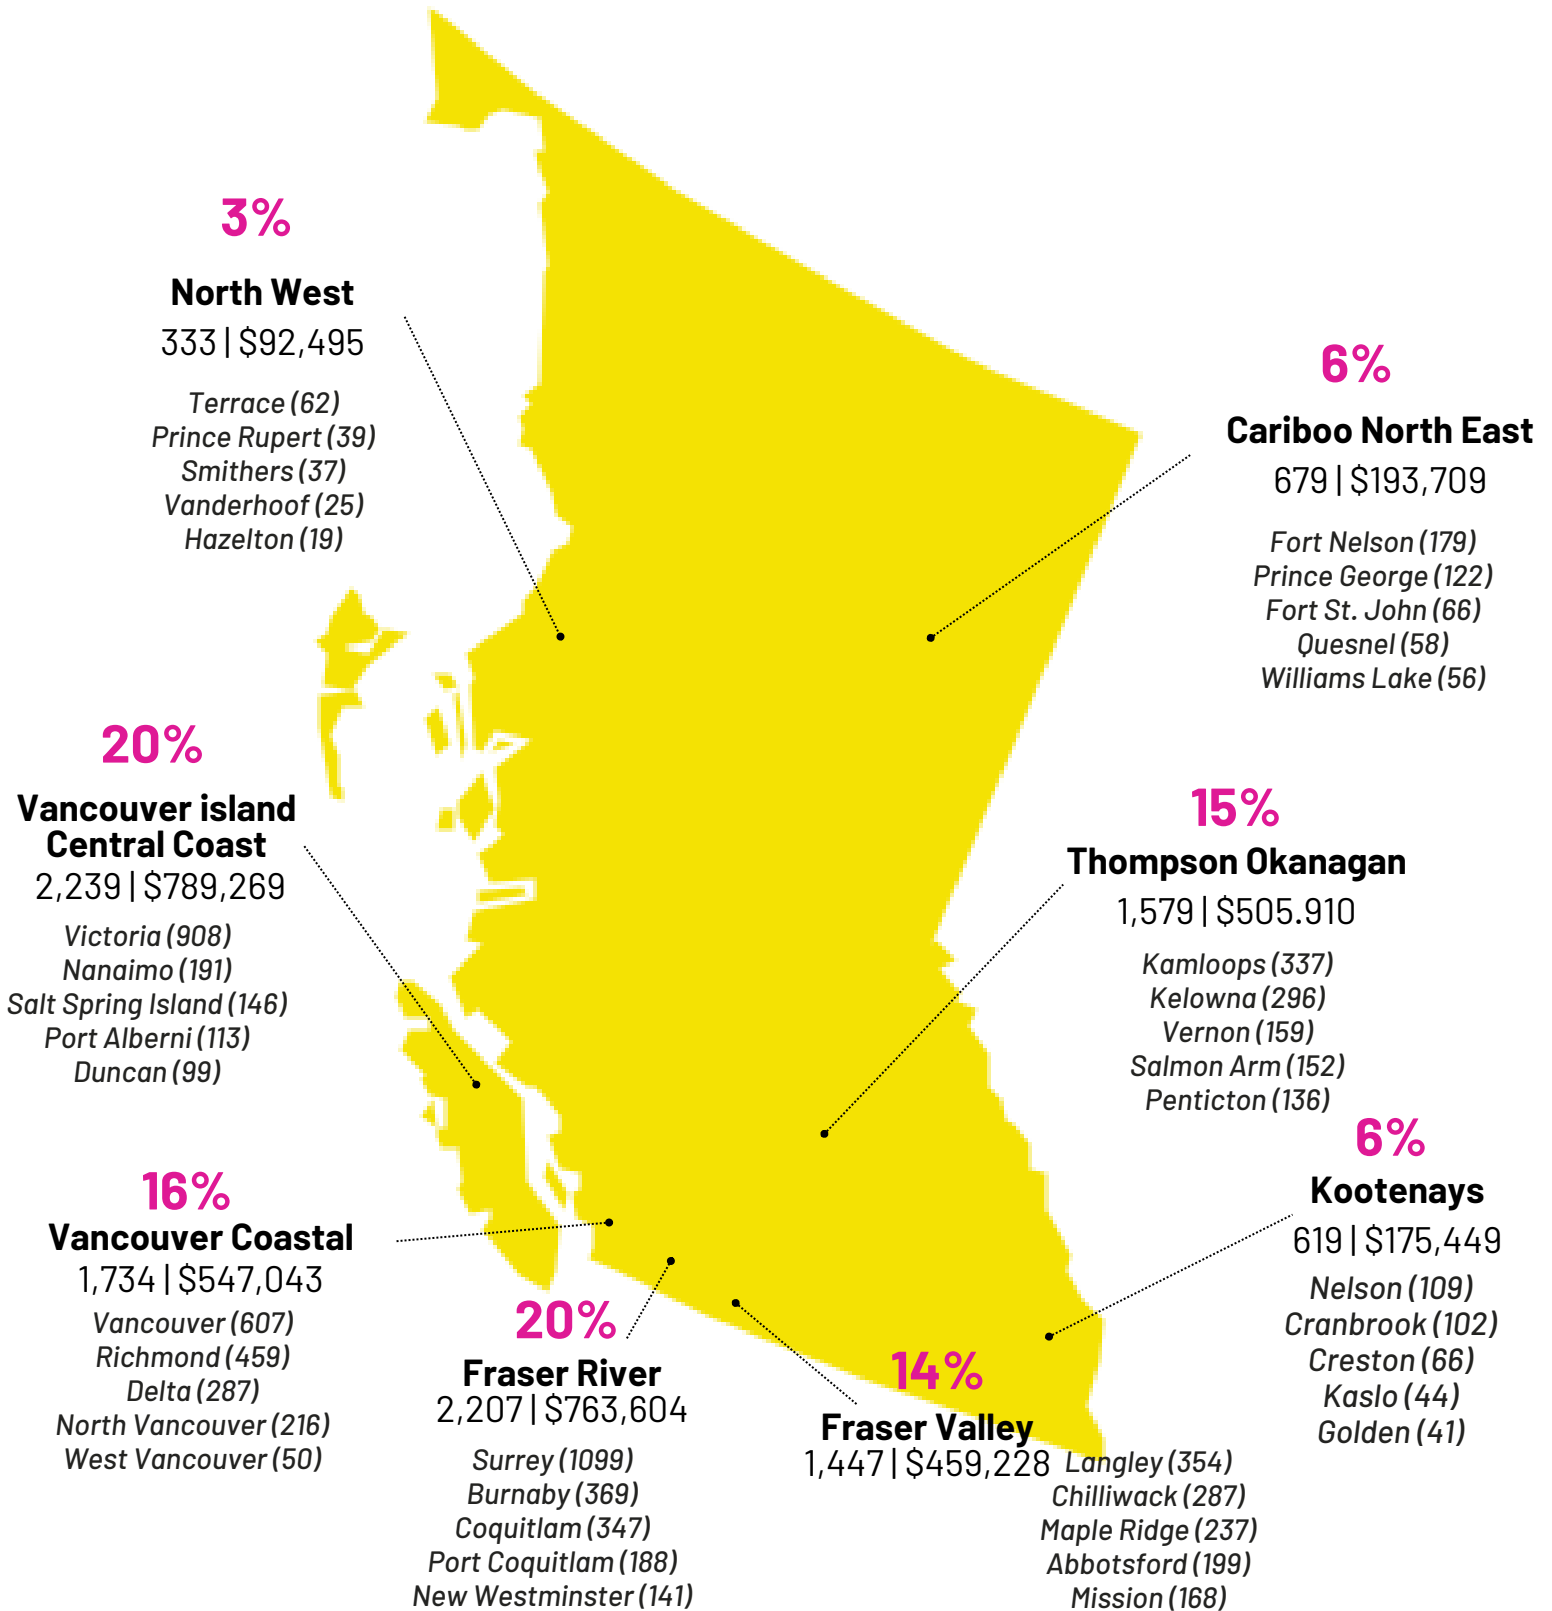 3%
North West
333 | $92,495
Terrace (62)
Prince Rupert (39)
Smithers (37)
Vanderhoof (25)
Hazelton (19)
6%
Cariboo North East
679 | $193,709
Fort Nelson (179)
Prince George (122)
Fort St. John (66)
Quesnel (58)
Williams Lake (56)
20%
Vancouver island
Central Coast
2,239 | $789,269
Victoria (908)
Nanaimo (191)
Salt Spring Island (146)
Port Alberni (113)
Duncan (99)
15%
Thompson Okanagan
1,579 | $505.910
Kamloops (337)
Kelowna (296)
Vernon (159)
Salmon Arm (152)
Penticton (136)
16%
Vancouver Coastal
1,734 | $547,043
Vancouver (607)
Richmond (459)
Delta (287)
North Vancouver (216)
West Vancouver (50)
6%
Kootenays
619 | $175,449
Nelson (109)
Cranbrook (102)
Creston (66)
Kaslo (44)
Golden (41)
20%
Fraser River
2,207 | $763,604
Surrey (1099)
Burnaby (369)
Coquitlam (347)
Port Coquitlam (188)
New Westminster (141)
14%
Fraser Valley
1,447 | $459,228
Langley (354)
Chilliwack (287)
Maple Ridge (237)
Abbotsford (199)
Mission (168)